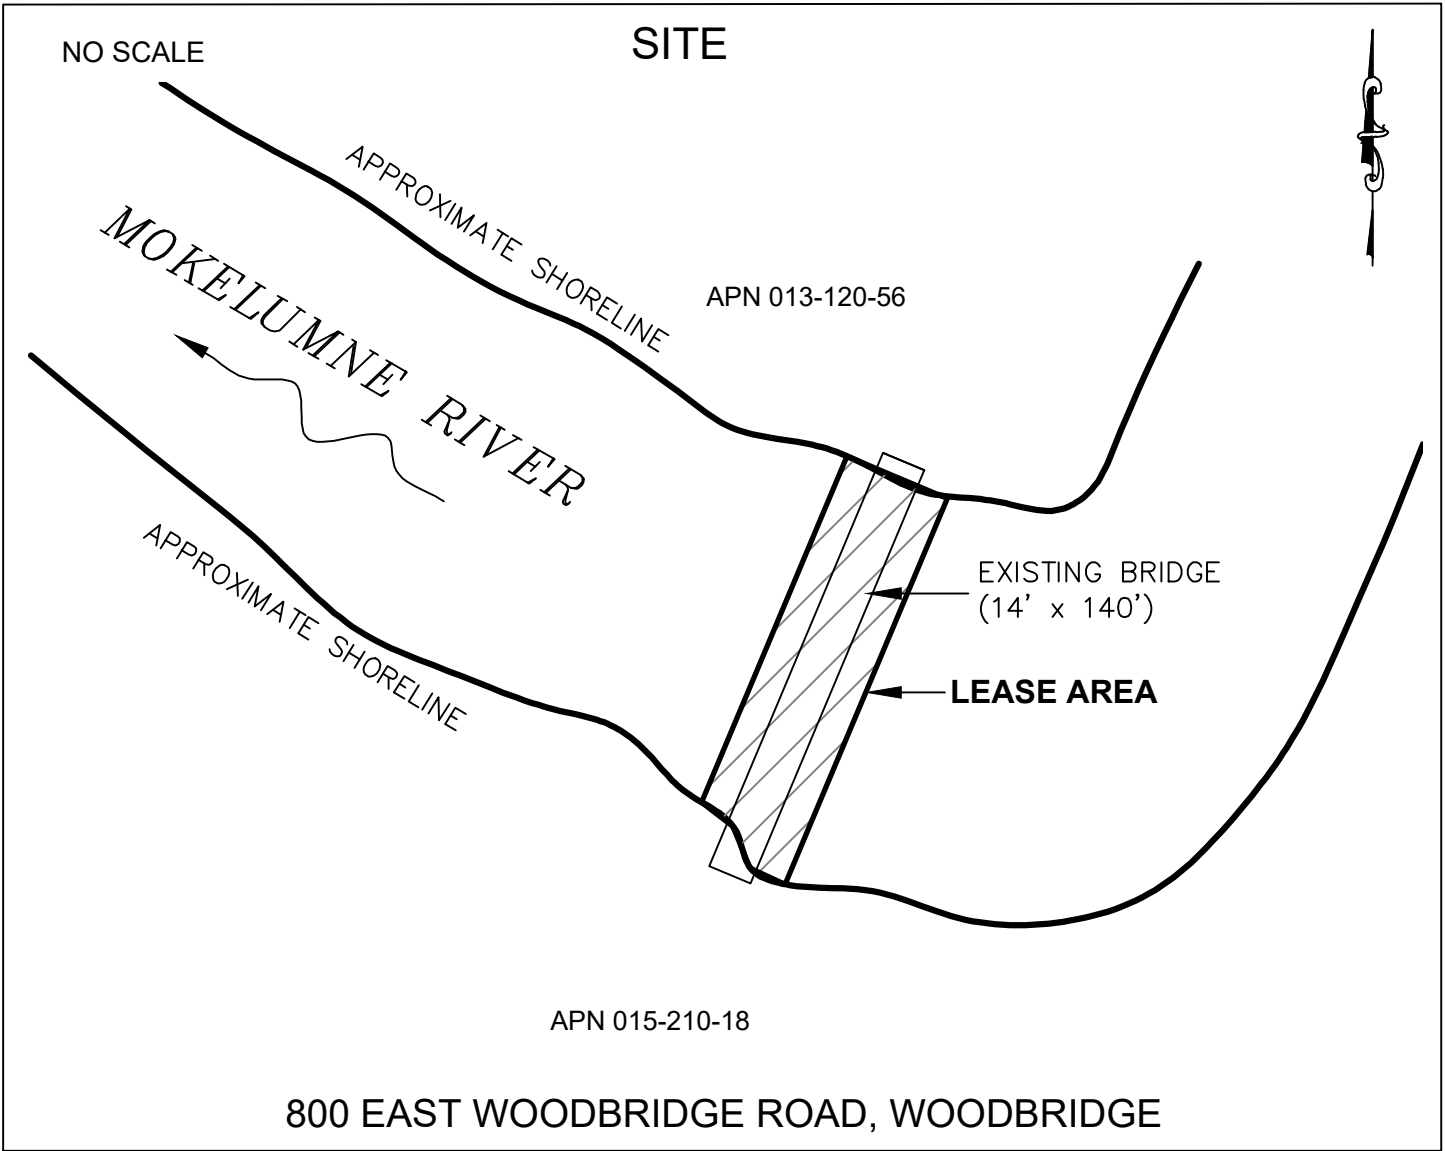 SITE
NO SCALE
APPROXIMATE SHORELINE
MOKELUMNE RIVER
APN 013-120-56
APPROXIMATE SHORELINE
EXISTING BRIDGE
(14' x 140')
LEASE AREA
APN 015-210-18
800 EAST WOODBRIDGE ROAD, WOODBRIDGE